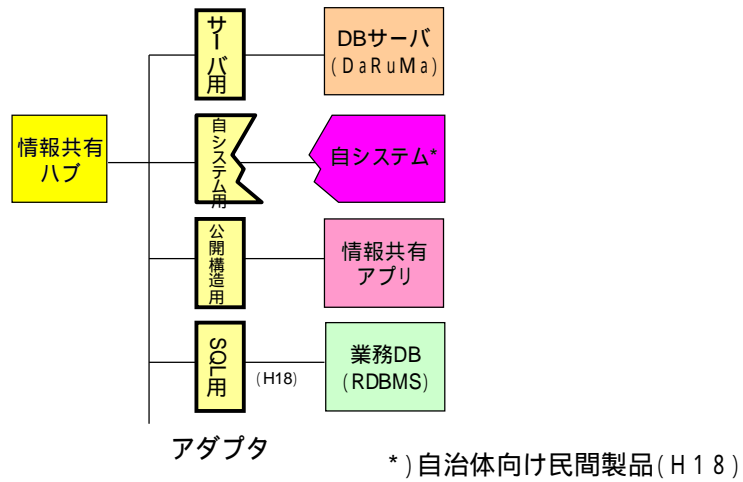 サーバ用
DBサーバ
(DaRuMa)
情報共有
ハブ
自システム用
自システム*
公開構造用
情報共有
アプリ
SQL用
(H18)
業務DB
(RDBMS)
アダプタ
*)自治体向け民間製品(H18)